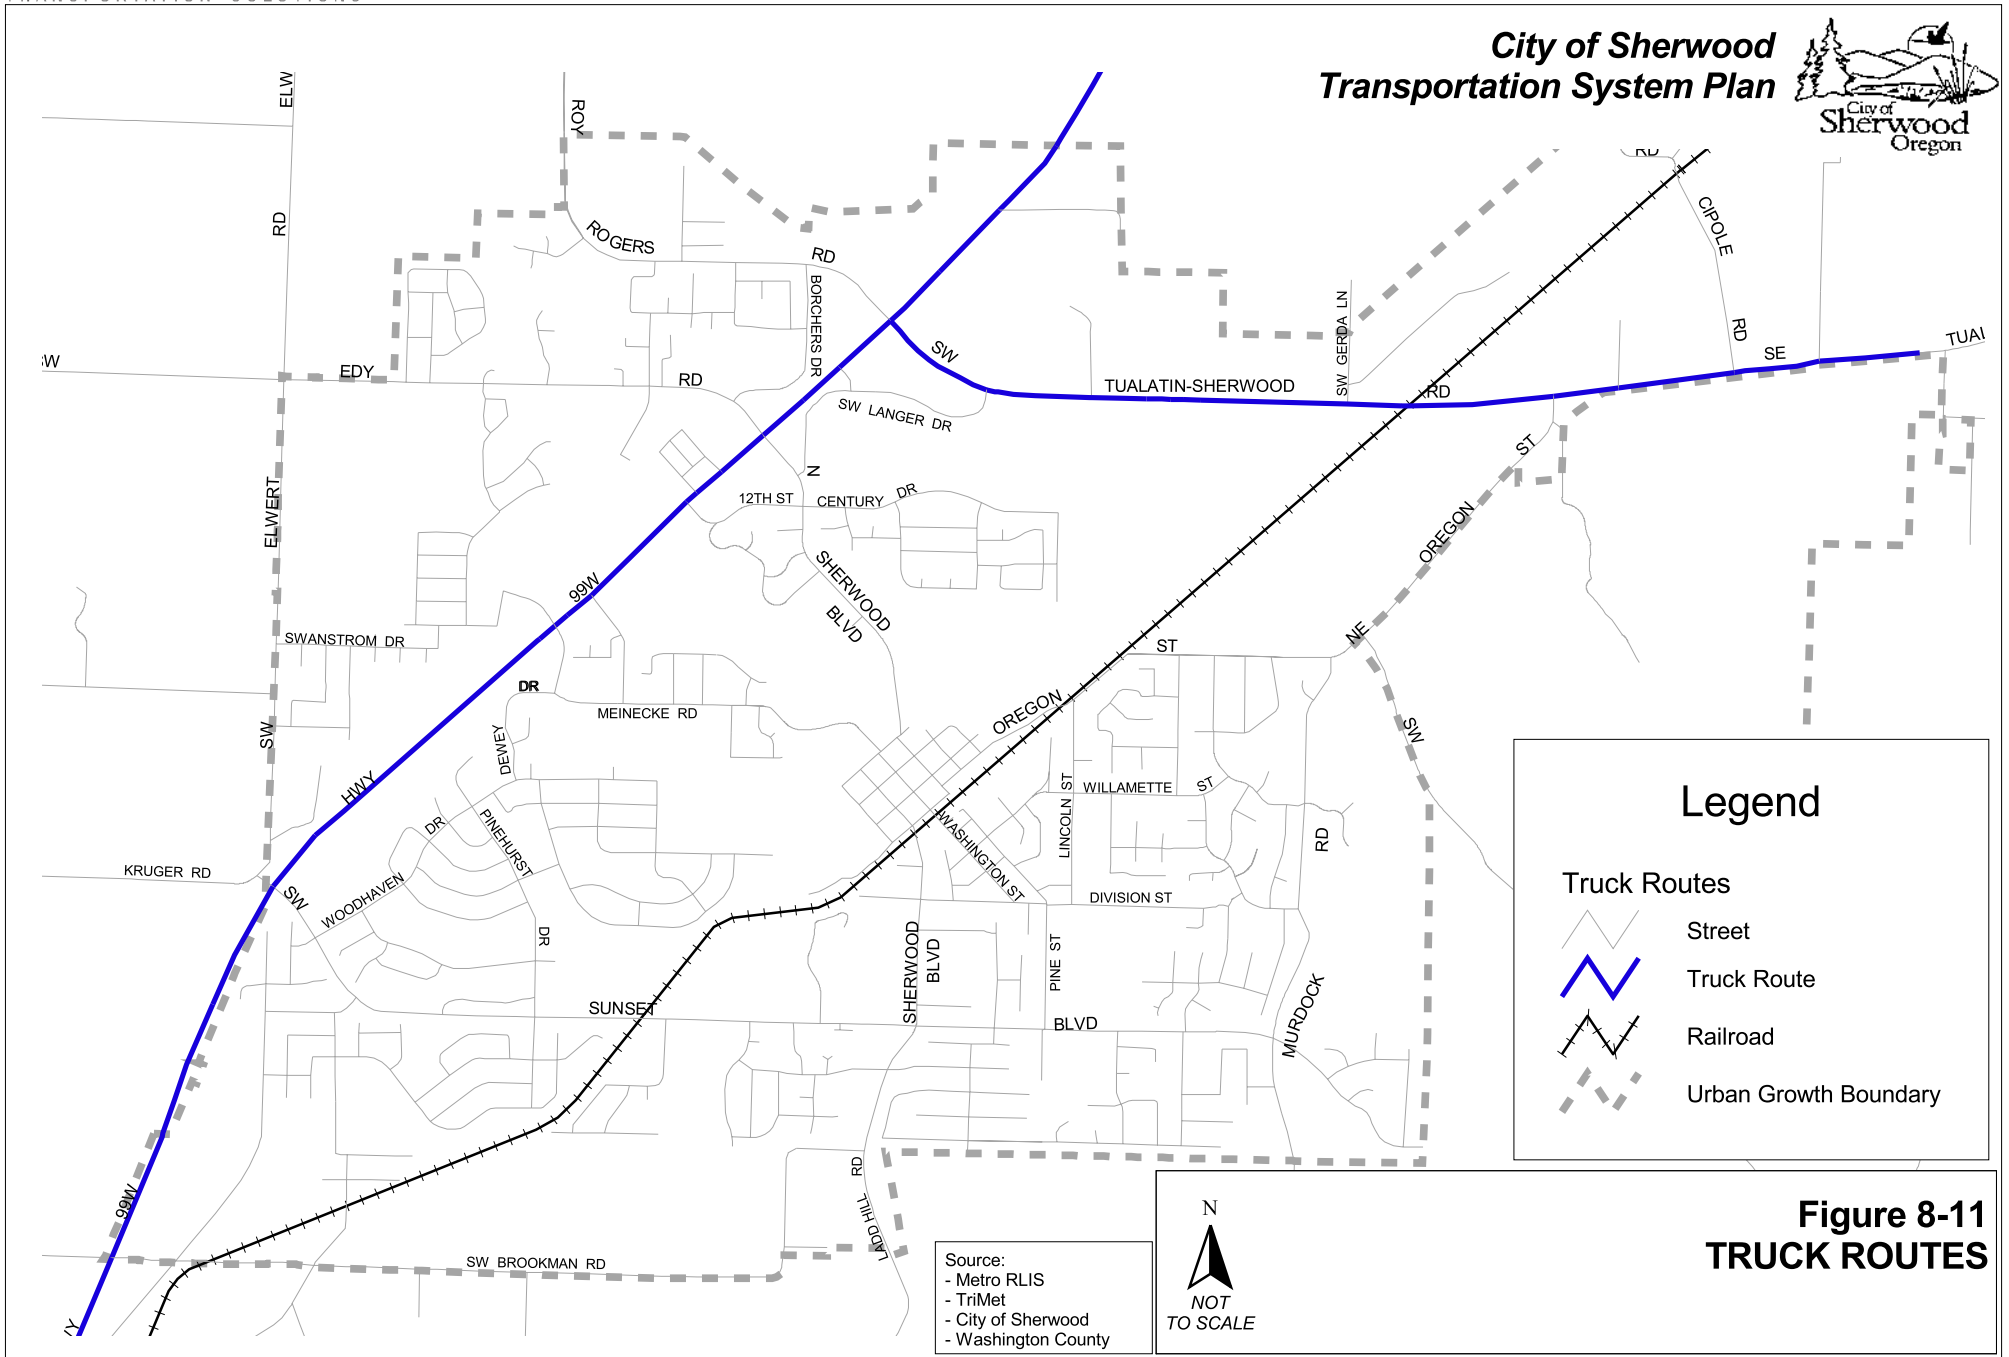 TRANSPORTATION SOLUTIONS
City of Sherwood
Transportation System Plan
City of
Sherwood
Oregon
ELW
RD
ROY
ROGERS
RD
BORCHERS DR
SW
TUALATIN-SHERWOOD
RD
SW GERDA LN
RD
CIPOLE
RD
SE
TUAL
EDY
RD
SW LANGER DR
N
12TH ST
CENTURY
DR
SHERWOOD
BLVD
ELWERT
SW
SWANSTROM DR
99W
HWY
DR
DEWEY
MEINECKE RD
OREGON
ST
NE
OREGON
ST
SW
KRUGER RD
SW
WOODHAVEN
DR
PINEHURST
DR
WASHINGTON ST
LINCOLN ST
WILLAMETTE
ST
DIVISION ST
PINE ST
RD
MURDOCK
SHERWOOD
BLVD
SUNSET
BLVD
99W
SW BROOKMAN RD
RD
LADD HILL
Legend
Truck Routes
Street
Truck Route
Railroad
Urban Growth Boundary
N
NOT
TO SCALE
Source:
- Metro RLIS
- TriMet
- City of Sherwood
- Washington County
Figure 8-11
TRUCK ROUTES